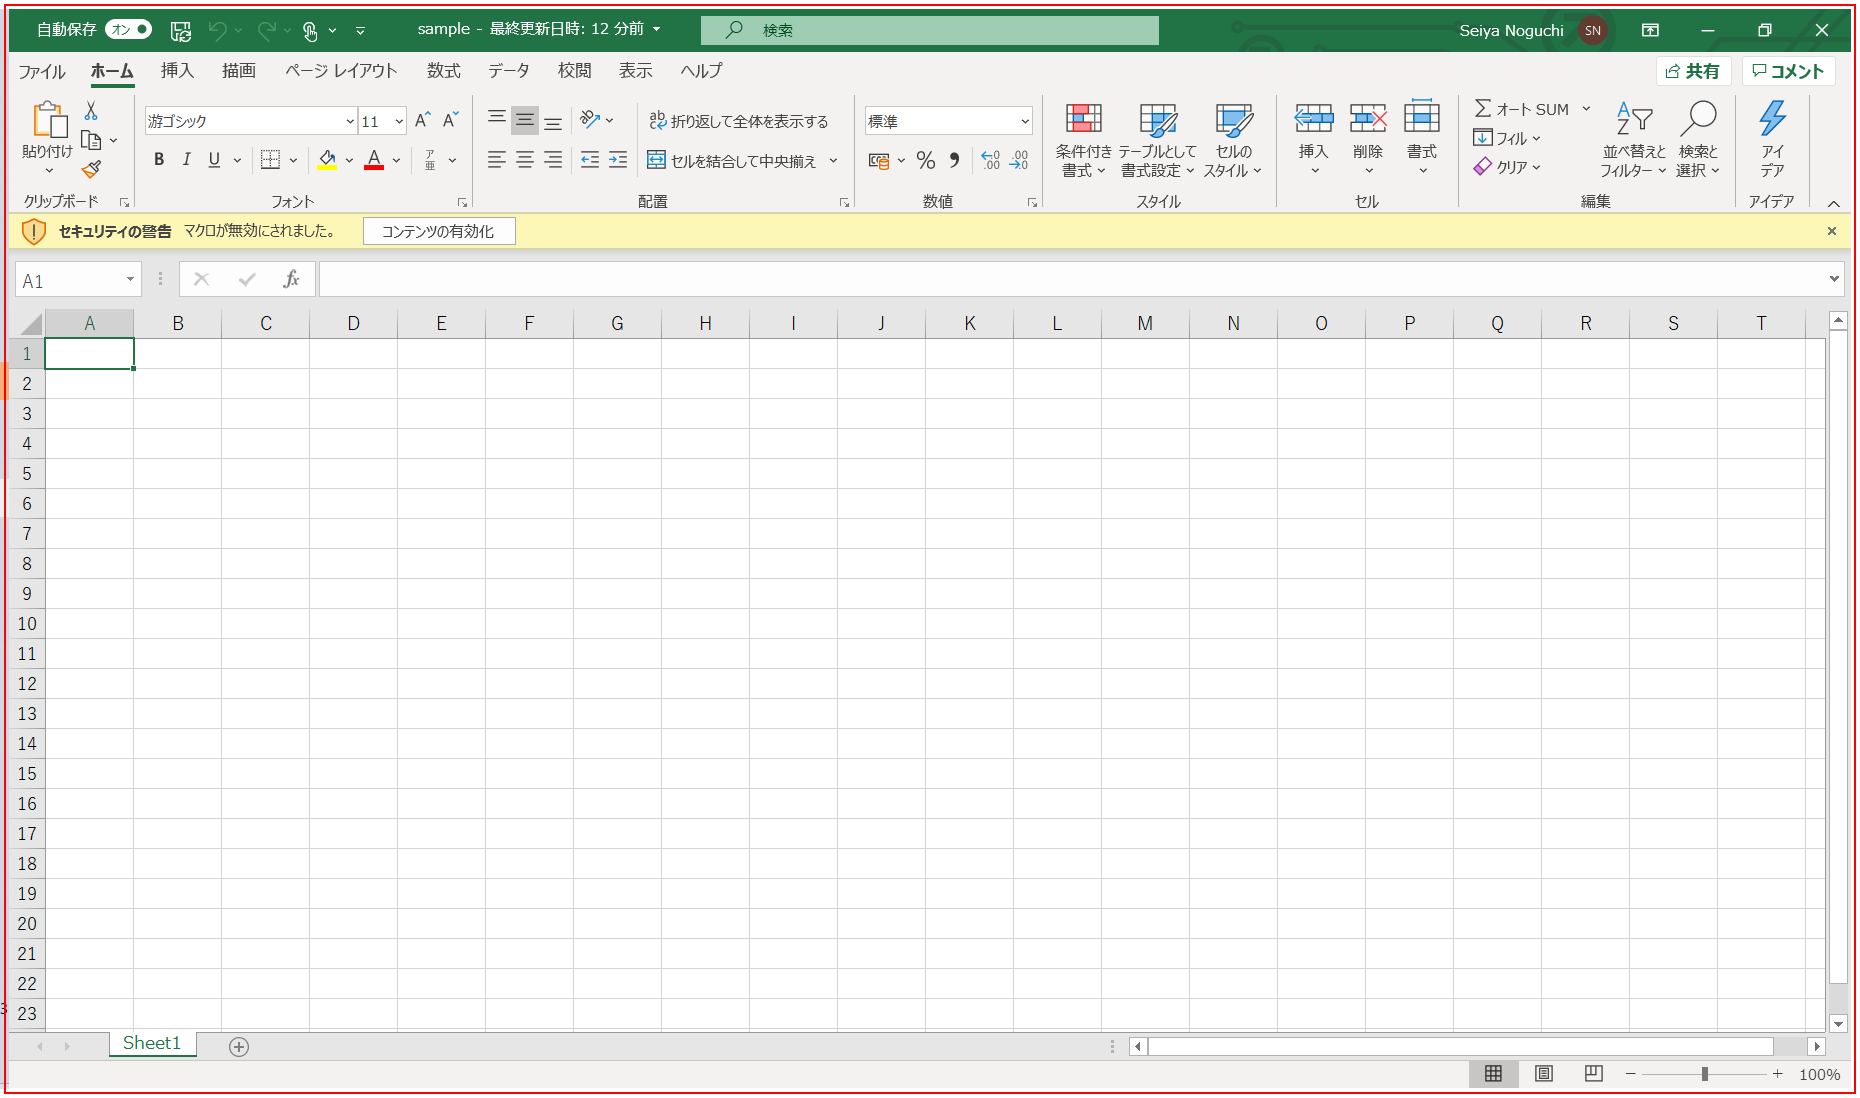 自動保存 オン sample - 最終更新日時: 12 分前 検索 Seiya Noguchi SN
ファイル ホーム 挿入 描画 ページ レイアウト 数式 データ 校閲 表示 ヘルプ 共有 コメント
貼り付け
クリップボード
游ゴシック 11 A A
B I U A ア亜
フォント
ab 折り返して全体を表示する
セルを結合して中央揃え
配置
標準
% .00 .00
数値
条件付き書式
テーブルとして書式設定
セルのスタイル
スタイル
挿入 削除 書式
セル
Σ オート SUM
フィル
クリア
並べ替えとフィルター
検索と選択
編集
アイデア
アイデア
セキュリティの警告 マクロが無効にされました。 コンテンツの有効化
A1 fx
A B C D E F G H I J K L M N O P Q R S T
1
2
3
4
5
6
7
8
9
10
11
12
13
14
15
16
17
18
19
20
21
22
23
Sheet1
100%